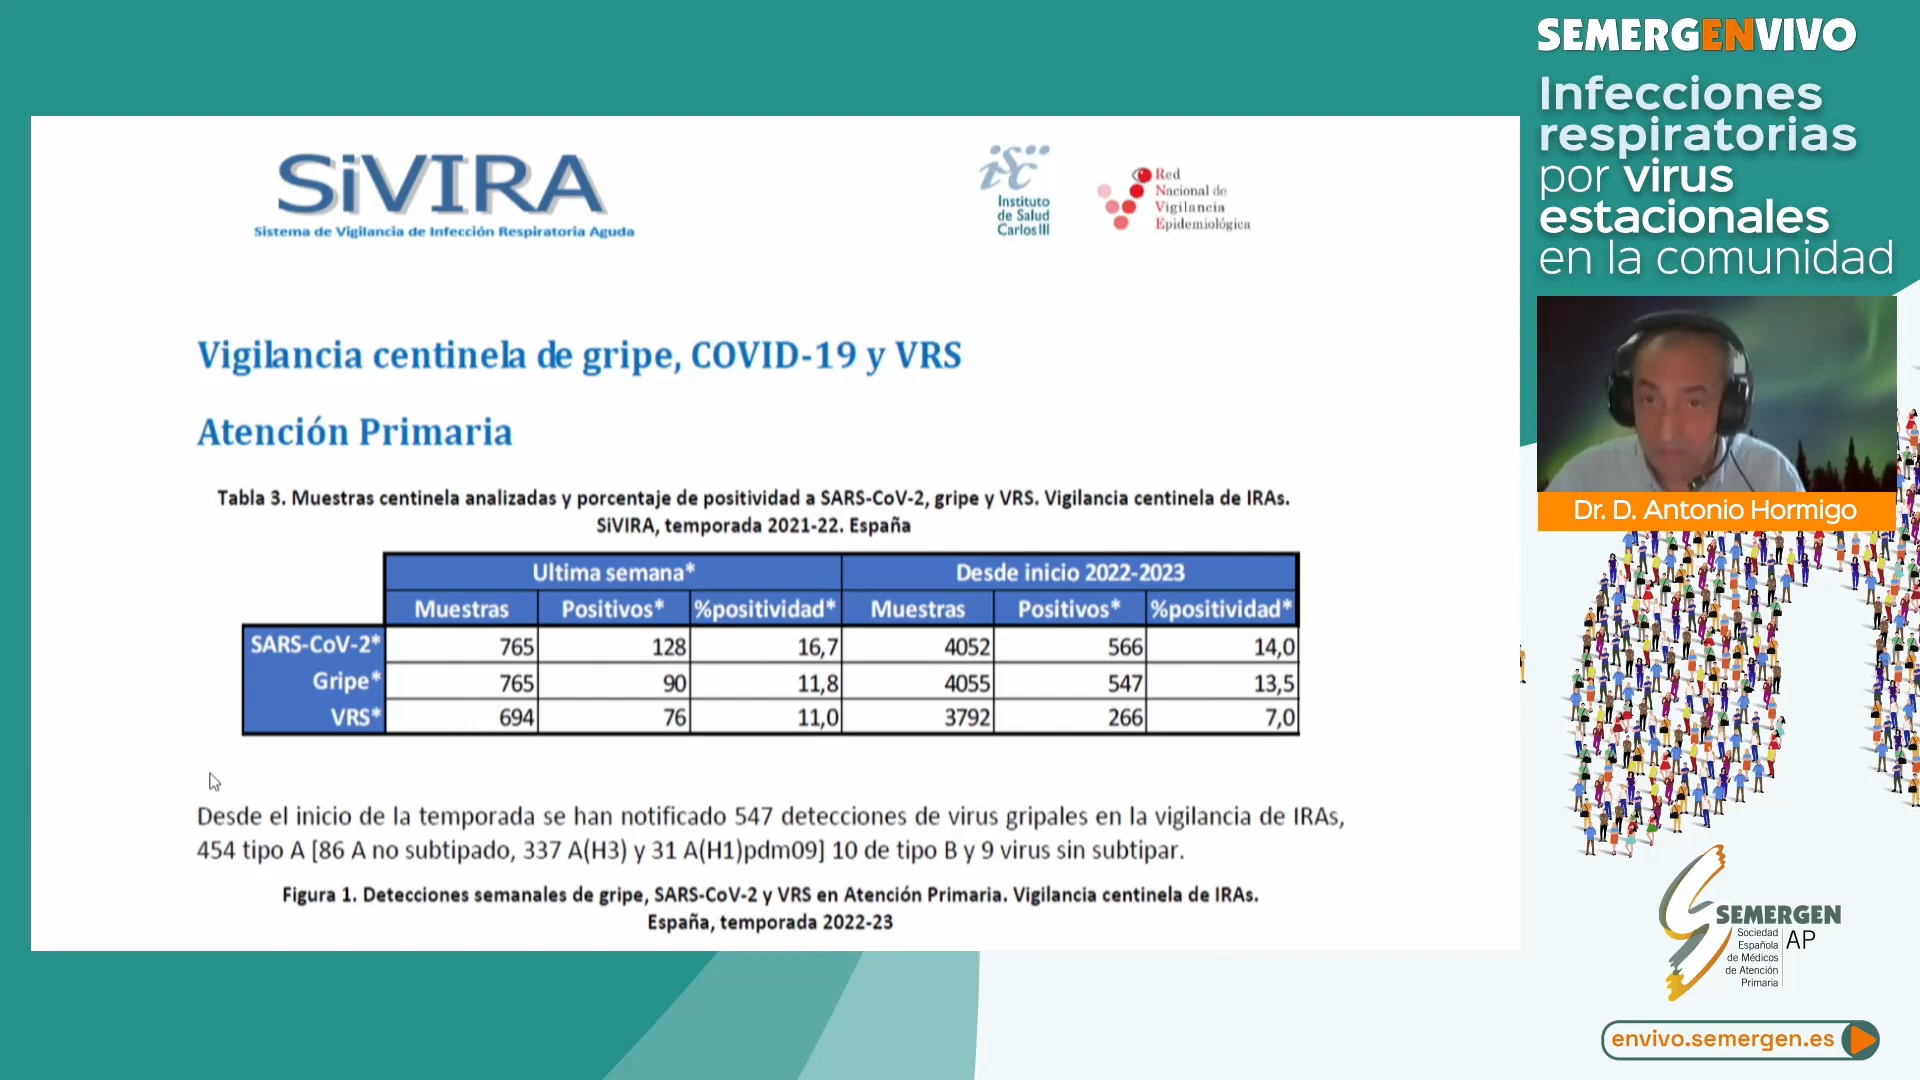 SEMERGENVIVO
Infecciones
respiratorias
por virus
estacionales
en la comunidad
SiVIRA
Sistema de Vigilancia de Infección Respiratoria Aguda
isc
Instituto
de Salud
Carlos III
Red
Nacional de
Vigilancia
Epidemiológica
Vigilancia centinela de gripe, COVID-19 y VRS
Atención Primaria
Tabla 3. Muestras centinela analizadas y porcentaje de positividad a SARS-CoV-2, gripe y VRS. Vigilancia centinela de IRAs.
SiVIRA, temporada 2021-22. España
Ultima semana* Desde inicio 2022-2023
Muestras Positivos* %positividad* Muestras Positivos* %positividad*
SARS-CoV-2* 765 128 16,7 4052 566 14,0
Gripe* 765 90 11,8 4055 547 13,5
VRS* 694 76 11,0 3792 266 7,0
Desde el inicio de la temporada se han notificado 547 detecciones de virus gripales en la vigilancia de IRAs,
454 tipo A [86 A no subtipado, 337 A(H3) y 31 A(H1)pdm09] 10 de tipo B y 9 virus sin subtipar.
Figura 1. Detecciones semanales de gripe, SARS-CoV-2 y VRS en Atención Primaria. Vigilancia centinela de IRAs.
España, temporada 2022-23
Dr. D. Antonio Hormigo
SEMERGEN
Sociedad
Española
de Médicos
de Atención
Primaria
AP
envivo.semergen.es